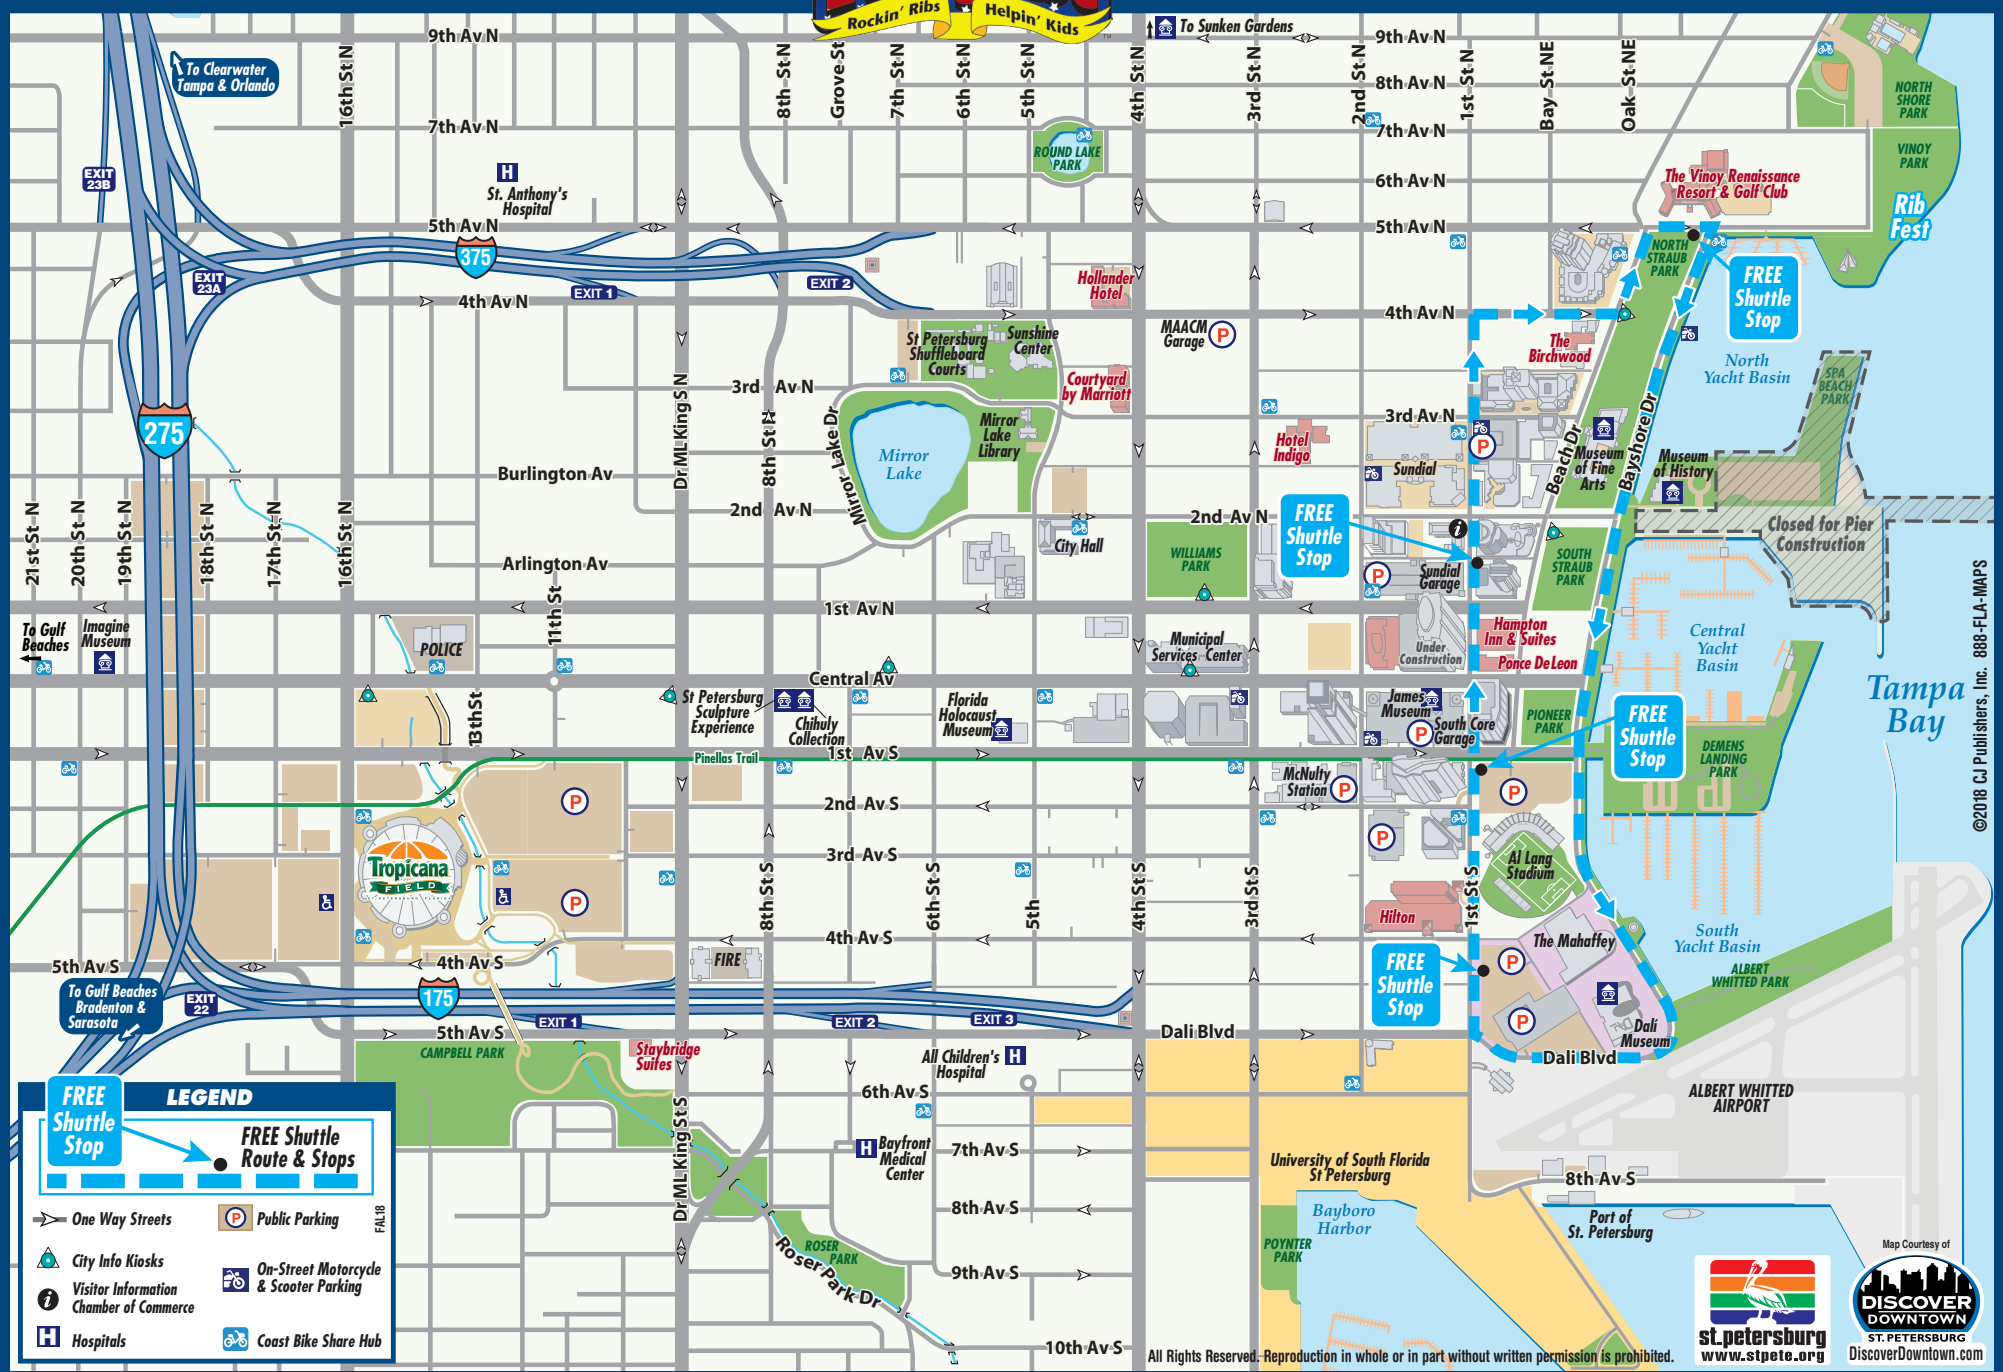 Rockin' Ribs
Helpin' Kids
TM
To Sunken Gardens
9th Av N
9th Av N
To Clearwater
Tampa & Orlando
16th St N
8th St N
Grove St
7th St N
6th St N
5th St N
4th St N
3rd St N
2nd St N
1st St N
Bay St NE
Oak St NE
8th Av N
NORTH
SHORE
PARK
7th Av N
7th Av N
ROUND LAKE
PARK
VINOY
PARK
EXIT
23B
H
St. Anthony's
Hospital
6th Av N
The Vinoy Renaissance
Resort & Golf Club
Rib
Fest
5th Av N
5th Av N
375
EXIT
23A
EXIT 1
EXIT 2
4th Av N
4th Av N
Hollander
Hotel
NORTH
STRAUB
PARK
FREE
Shuttle
Stop
St Petersburg
Shuffleboard
Courts
Sunshine
Center
MAACM
Garage
P
The
Birchwood
North
Yacht Basin
SPA
BEACH
PARK
3rd Av N
3rd Av N
Courtyard
by Marriott
275
Dr ML King St N
8th St N
Mirror Lake Dr
Mirror
Lake
Mirror
Lake
Library
Hotel
Indigo
P
Sundial
Beach Dr
Bayshore Dr
Museum
of Fine
Arts
Museum
of History
Burlington Av
2nd Av N
2nd Av N
21st St N
20th St N
19th St N
18th St N
17th St N
16th St N
City Hall
WILLIAMS
PARK
FREE
Shuttle
Stop
i
P
Sundial
Garage
SOUTH
STRAUB
PARK
Closed for Pier
Construction
Arlington Av
11th St
1st Av N
To Gulf
Beaches
Imagine
Museum
POLICE
Municipal
Services Center
Under
Construction
Hampton
Inn & Suites
Ponce De Leon
Central
Yacht
Basin
Tampa
Bay
Central Av
13th St
St Petersburg
Sculpture
Experience
Chihuly
Collection
Florida
Holocaust
Museum
James
Museum
P
South Core
Garage
PIONEER
PARK
FREE
Shuttle
Stop
DEMENS
LANDING
PARK
Pinellas Trail
1st Av S
McNulty
Station
P
P
P
2nd Av S
P
3rd Av S
Tropicana
FIELD
P
Al Lang
Stadium
8th St S
6th St S
5th
4th St S
3rd St S
Hilton
1st St S
4th Av S
4th Av S
5th Av S
FIRE
The Mahaffey
P
South
Yacht Basin
ALBERT
WHITTED PARK
FREE
Shuttle
Stop
To Gulf Beaches
Bradenton &
Sarasota
EXIT
22
175
EXIT 1
EXIT 2
EXIT 3
5th Av S
Dali Blvd
P
Dalí
Museum
Dali Blvd
CAMPBELL PARK
Staybridge
Suites
All Children's
Hospital
H
6th Av S
ALBERT WHITTED
AIRPORT
Dr ML King St S
H
Bayfront
Medical
Center
7th Av S
University of South Florida
St Petersburg
8th Av S
8th Av S
Bayboro
Harbor
Port of
St. Petersburg
POYNTER
PARK
ROSER
PARK
Roser Park Dr
9th Av S
10th Av S
LEGEND
FREE
Shuttle
Stop
FREE Shuttle
Route & Stops
One Way Streets
P
Public Parking
FAL18
City Info Kiosks
On-Street Motorcycle
& Scooter Parking
i
Visitor Information
Chamber of Commerce
H
Hospitals
Coast Bike Share Hub
©2018 CJ Publishers, Inc. 888-FLA-MAPS
All Rights Reserved. Reproduction in whole or in part without written permission is prohibited.
st.petersburg
www.stpete.org
Map Courtesy of
DISCOVER
DOWNTOWN
ST. PETERSBURG
DiscoverDowntown.com